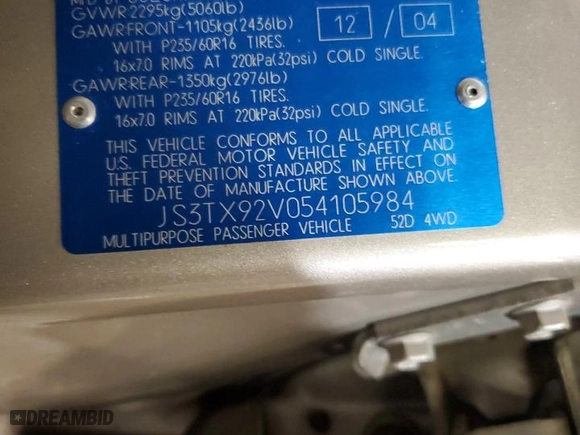 GVWR-2295kg(5060lb)
GAWR-FRONT-1105kg(2436lb) 12 / 04
WITH P235/60R16 TIRES.
16x7.0 RIMS AT 220kPa(32psi) COLD SINGLE.
GAWR-REAR-1350kg(2976lb)
WITH P235/60R16 TIRES.
16x7.0 RIMS AT 220kPa(32psi) COLD SINGLE.
THIS VEHICLE CONFORMS TO ALL APPLICABLE
U.S. FEDERAL MOTOR VEHICLE SAFETY AND
THEFT PREVENTION STANDARDS IN EFFECT ON
THE DATE OF MANUFACTURE SHOWN ABOVE.
JS3TX92V054105984
MULTIPURPOSE PASSENGER VEHICLE 52D 4WD
DREAMBID